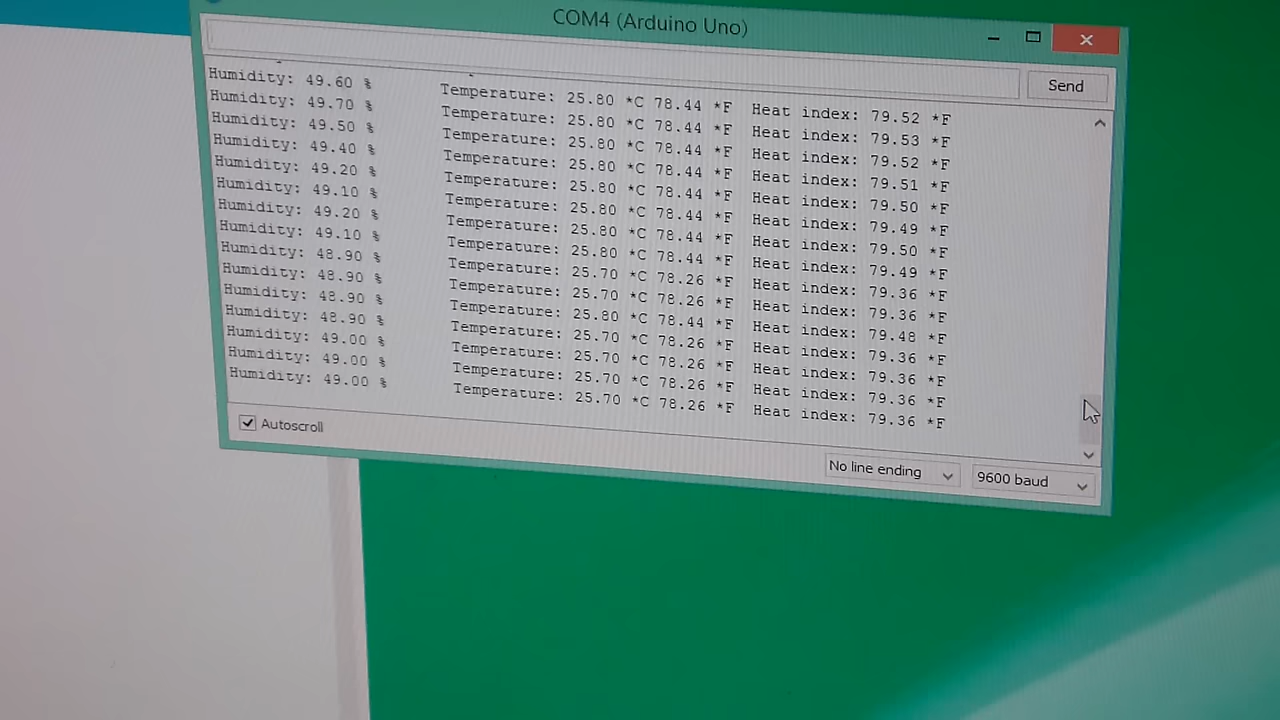 COM4 (Arduino Uno)
Send
Humidity: 49.60 % Temperature: 25.80 *C 78.44 *F Heat index: 79.52 *F
Humidity: 49.70 % Temperature: 25.80 *C 78.44 *F Heat index: 79.53 *F
Humidity: 49.50 % Temperature: 25.80 *C 78.44 *F Heat index: 79.52 *F
Humidity: 49.40 % Temperature: 25.80 *C 78.44 *F Heat index: 79.51 *F
Humidity: 49.20 % Temperature: 25.80 *C 78.44 *F Heat index: 79.50 *F
Humidity: 49.10 % Temperature: 25.80 *C 78.44 *F Heat index: 79.49 *F
Humidity: 49.20 % Temperature: 25.80 *C 78.44 *F Heat index: 79.50 *F
Humidity: 49.10 % Temperature: 25.80 *C 78.44 *F Heat index: 79.49 *F
Humidity: 48.90 % Temperature: 25.70 *C 78.26 *F Heat index: 79.36 *F
Humidity: 48.90 % Temperature: 25.70 *C 78.26 *F Heat index: 79.36 *F
Humidity: 48.90 % Temperature: 25.80 *C 78.44 *F Heat index: 79.48 *F
Humidity: 48.90 % Temperature: 25.70 *C 78.26 *F Heat index: 79.36 *F
Humidity: 49.00 % Temperature: 25.70 *C 78.26 *F Heat index: 79.36 *F
Humidity: 49.00 % Temperature: 25.70 *C 78.26 *F Heat index: 79.36 *F
Humidity: 49.00 % Temperature: 25.70 *C 78.26 *F Heat index: 79.36 *F
Autoscroll
No line ending
9600 baud